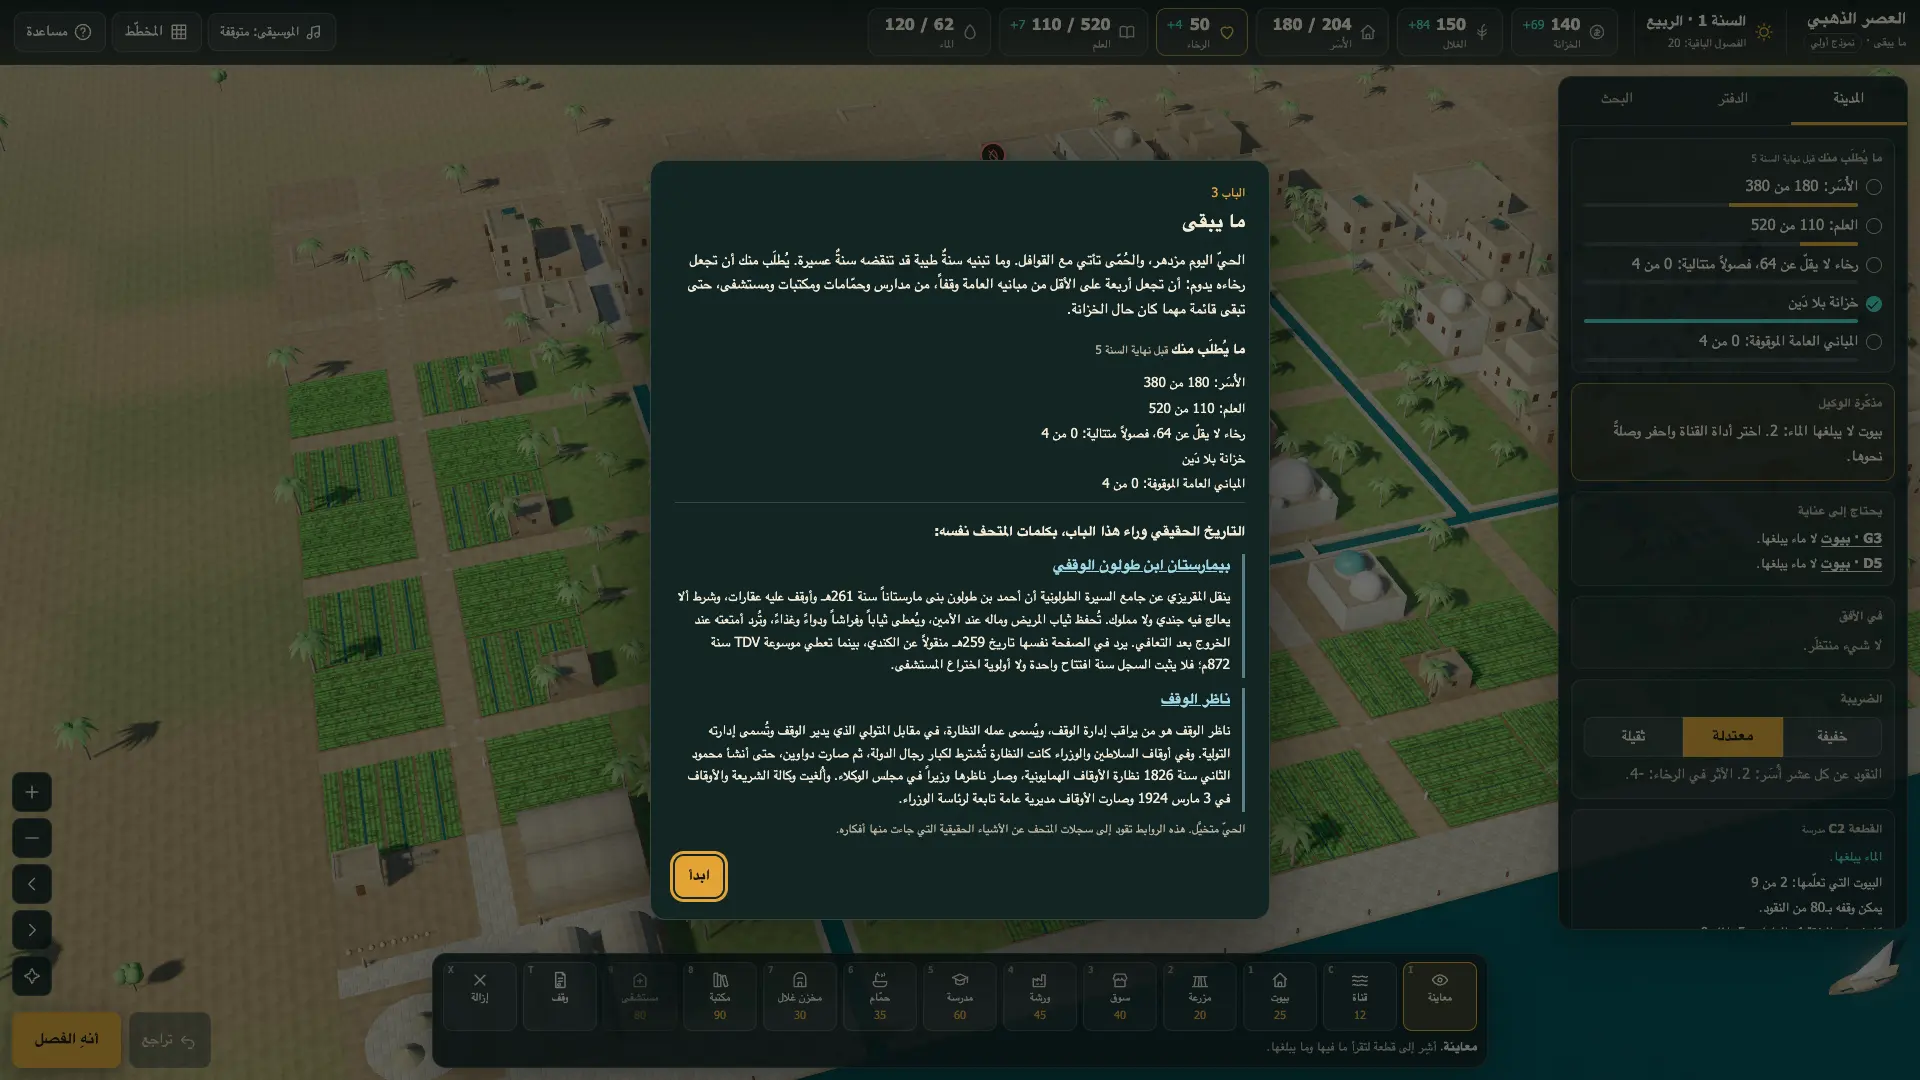 العصر الذهبي
ما يبقى · نموذج أولي
السنة 1 · الربيع
الفصول الباقية: 20
140 +69
الخزانة
150 +84
الغلال
204 / 180
الأسَر
50 +4
الرخاء
520 / 110 +7
العلم
62 / 120
الماء
الموسيقى: متوقفة
المخطّط
مساعدة
المدينة
الدفتر
البحث
ما يُطلَب منك قبل نهاية السنة 5
الأسَر: 180 من 380
العلم: 110 من 520
رخاء لا يقلّ عن 64، فصولاً متتالية: 0 من 4
خزانة بلا دَين
المباني العامة الموقوفة: 0 من 4
مذكّرة الوكيل
بيوت لا يبلغها الماء: 2. اختر أداة القناة واحفر وصلةً
نحوها.
يحتاج إلى عناية
G3 · بيوت لا ماء يبلغها.
D5 · بيوت لا ماء يبلغها.
في الأفق
لا شيء منتظَر.
الضريبة
خفيفة
معتدلة
ثقيلة
النقود عن كل عشر أسَر: 2. الأثر في الرخاء: -4.
القطعة C2 مدرسة
الماء يبلغها.
البيوت التي تعلّمها: 2 من 9
يمكن وقفه بـ80 من النقود.
الباب 3
ما يبقى
الحيّ اليوم مزدهر، والحُمّى تأتي مع القوافل. وما تبنيه سنةٌ طيبة قد تنقضه سنةٌ عسيرة. يُطلَب منك أن تجعل
رخاءه يدوم: أن تجعل أربعة على الأقل من مبانيه العامة وقفاً، من مدارس وحمّامات ومكتبات ومستشفى، حتى
تبقى قائمة مهما كان حال الخزانة.
ما يُطلَب منك قبل نهاية السنة 5
الأسَر: 180 من 380
العلم: 110 من 520
رخاء لا يقلّ عن 64، فصولاً متتالية: 0 من 4
خزانة بلا دَين
المباني العامة الموقوفة: 0 من 4
التاريخ الحقيقي وراء هذا الباب، بكلمات المتحف نفسه:
بيمارستان ابن طولون الوقفي
ينقل المقريزي عن جامع السيرة الطولونية أن أحمد بن طولون بنى مارستاناً سنة 261هـ وأوقف عليه عقارات، وشرط ألا
يعالج فيه جندي ولا مملوك. تُحفظ ثياب المريض وماله عند الأمين، ويُعطى ثياباً وفراشاً ودواءً وغذاءً، وتُرد أمتعته عند
الخروج بعد التعافي. يرد في الصفحة نفسها تاريخ 259هـ منقولاً عن الكندي، بينما تعطي موسوعة TDV سنة
872م؛ فلا يثبت السجل سنة افتتاح واحدة ولا أولوية اختراع المستشفى.
ناظر الوقف
ناظر الوقف هو من يراقب إدارة الوقف، ويُسمى عمله النظارة، في مقابل المتولي الذي يدير الوقف وتُسمى إدارته
التولية. وفي أوقاف السلاطين والوزراء كانت النظارة تُشترط لكبار رجال الدولة، ثم صارت دواوين، حتى أنشأ محمود
الثاني سنة 1826 نظارة الأوقاف الهمايونية، وصار ناظرها وزيراً في مجلس الوكلاء. وأُلغيت وكالة الشريعة والأوقاف
في 3 مارس 1924 وصارت الأوقاف مديرية عامة تابعة لرئاسة الوزراء.
الحيّ متخيَّل. هذه الروابط تقود إلى سجلات المتحف عن الأشياء الحقيقية التي جاءت منها أفكاره.
ابدأ
I معاينة
C قناة 12
1 بيوت 25
2 مزرعة 20
3 سوق 40
4 ورشة 45
5 مدرسة 60
6 حمّام 35
7 مخزن غلال 30
8 مكتبة 90
مستشفى 80
T وقف
X إزالة
معاينة. أشِر إلى قطعة لتقرأ ما فيها وما يبلغها.
تراجع
أنهِ الفصل